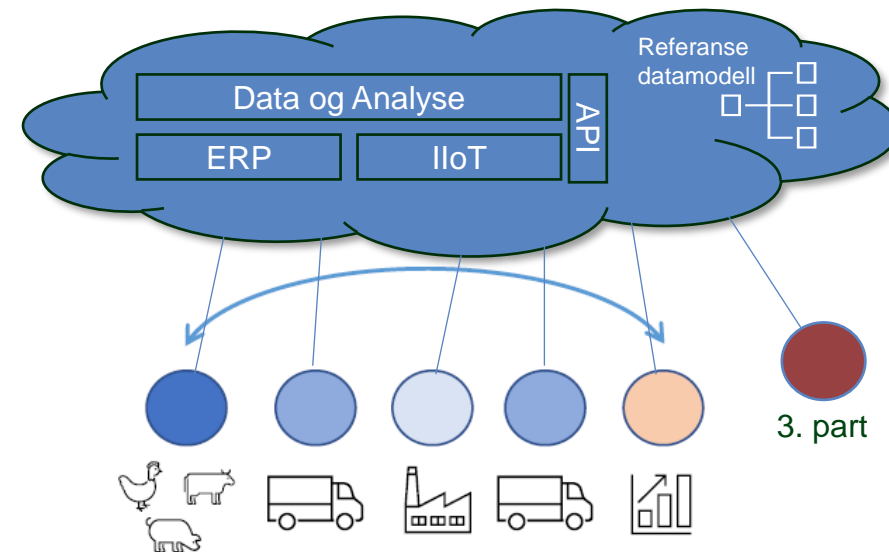 Referanse
datamodell
Data og Analyse
API
ERP
IIoT
3. part